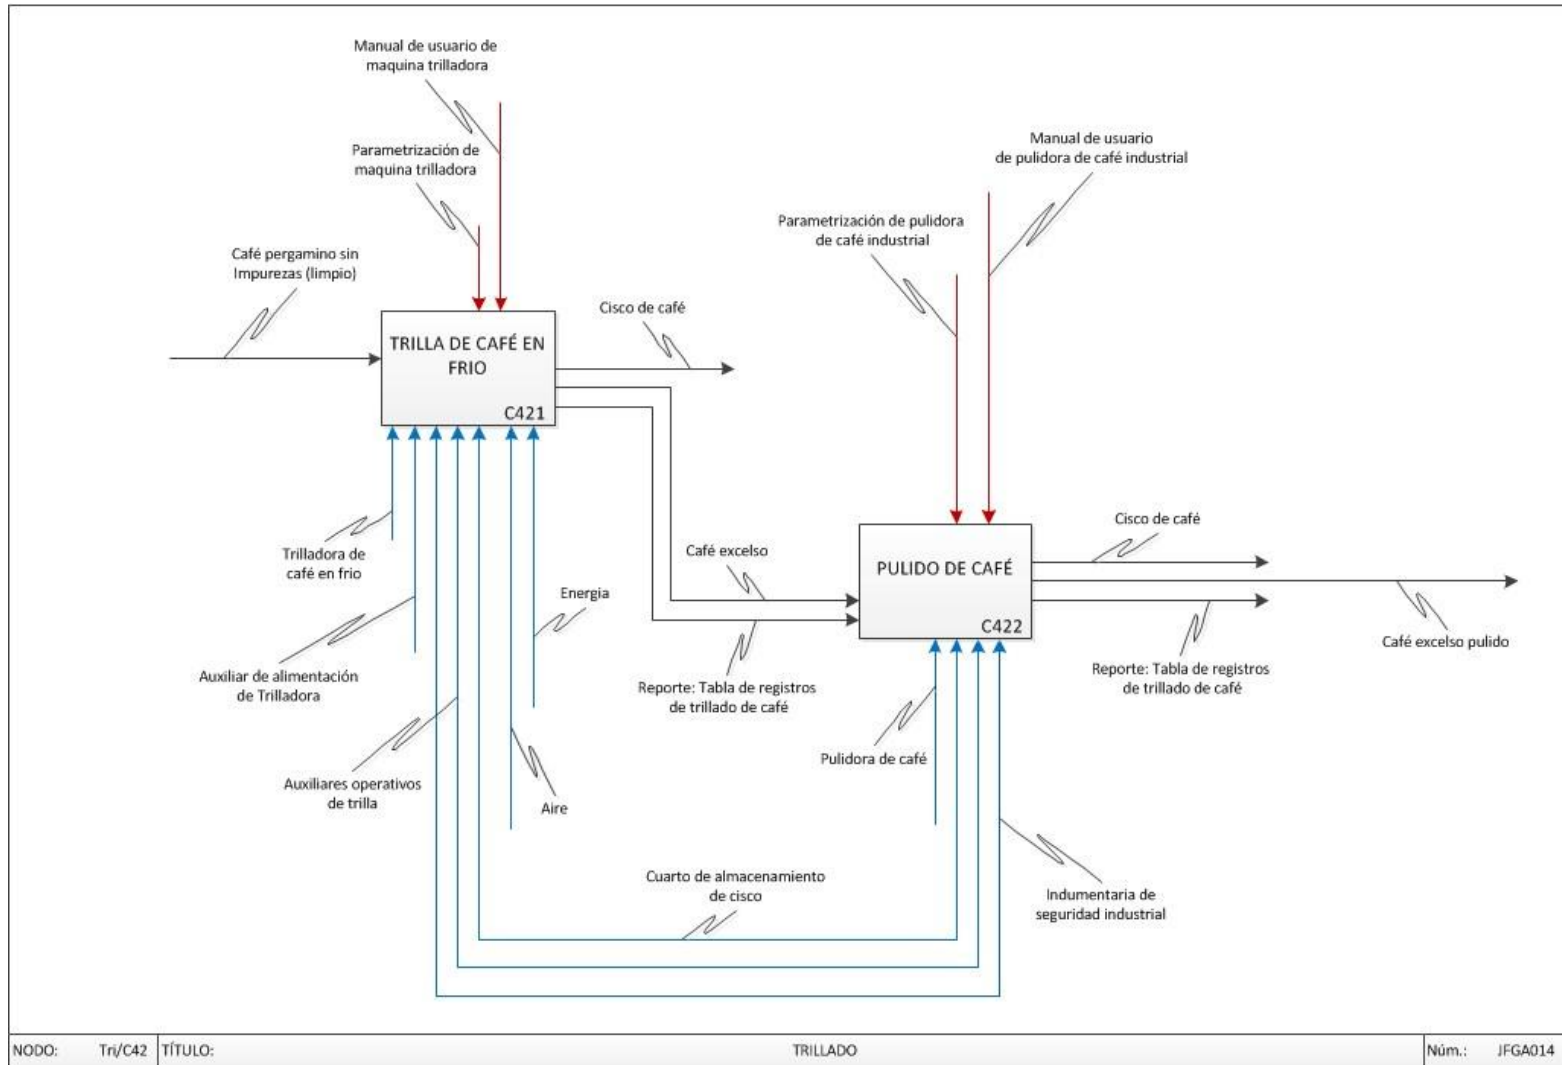 Manual de usuario de
maquina trilladora
Parametrización de
maquina trilladora
Manual de usuario
de pulidora de café industrial
Parametrización de pulidora
de café industrial
Café pergamino sin
Impurezas (limpio)
Cisco de café
TRILLA DE CAFÉ EN
FRIO
C421
Cisco de café
PULIDO DE CAFÉ
C422
Café excelso
Trilladora de
café en frio
Energia
Café excelso pulido
Auxiliar de alimentación
de Trilladora
Reporte: Tabla de registros
de trillado de café
Reporte: Tabla de registros
de trillado de café
Pulidora de café
Auxiliares operativos
de trilla
Aire
Cuarto de almacenamiento
de cisco
Indumentaria de
seguridad industrial
NODO: Tri/C42 TÍTULO: TRILLADO Núm.: JFGA014